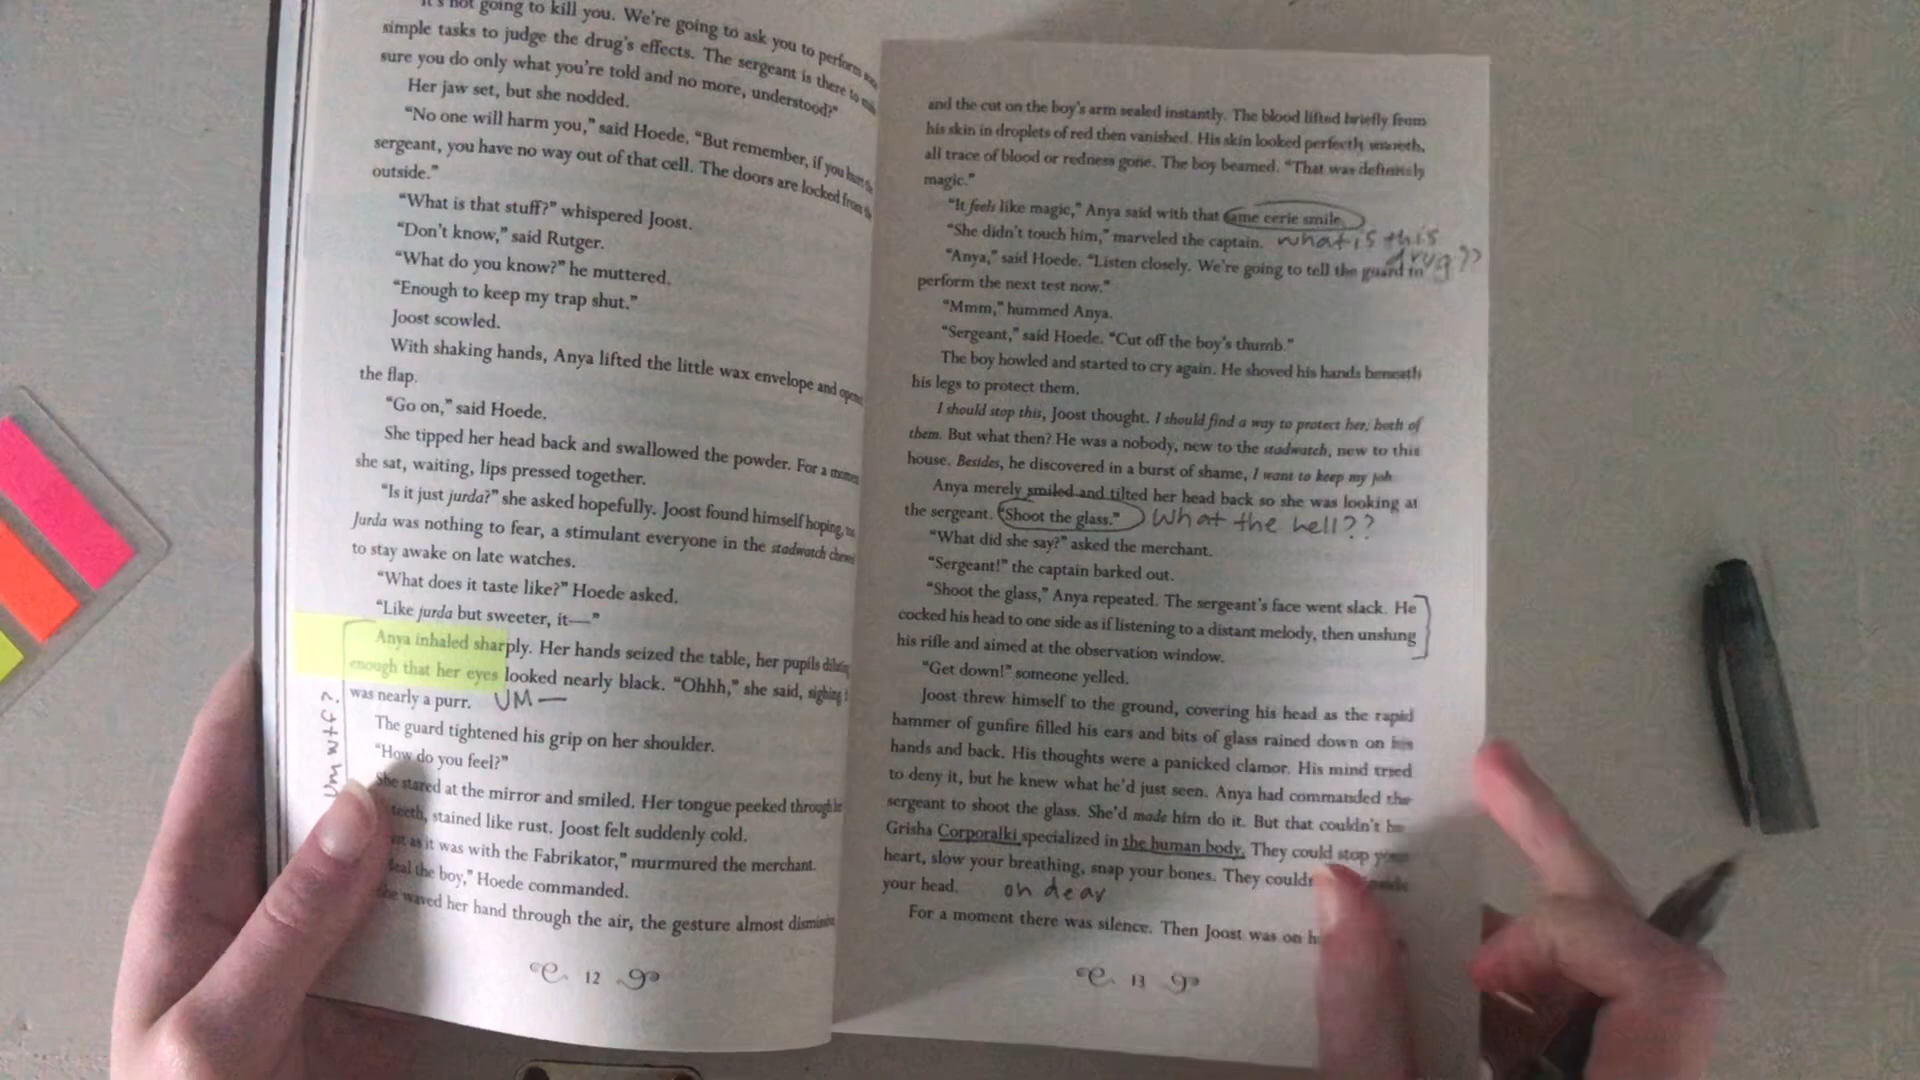 It's not going to kill you. We're going to ask you to perform some
simple tasks to judge the drug's effects. The sergeant is there to make
sure you do only what you're told and no more, understood?"
Her jaw set, but she nodded.
"No one will harm you," said Hoede. "But remember, if you hurt the
sergeant, you have no way out of that cell. The doors are locked from the
outside."
"What is that stuff?" whispered Joost.
"Don't know," said Rutger.
"What do you know?" he muttered.
"Enough to keep my trap shut."
Joost scowled.
With shaking hands, Anya lifted the little wax envelope and opened
the flap.
"Go on," said Hoede.
She tipped her head back and swallowed the powder. For a moment
she sat, waiting, lips pressed together.
"Is it just jurda?" she asked hopefully. Joost found himself hoping, too.
Jurda was nothing to fear, a stimulant everyone in the stadwatch chewed
to stay awake on late watches.
"What does it taste like?" Hoede asked.
"Like jurda but sweeter, it—"
Anya inhaled sharply. Her hands seized the table, her pupils dilating
enough that her eyes looked nearly black. "Ohhh," she said, sighing. It
was nearly a purr. UM —
The guard tightened his grip on her shoulder.
"How do you feel?"
She stared at the mirror and smiled. Her tongue peeked through her
teeth, stained like rust. Joost felt suddenly cold.
as it was with the Fabrikator," murmured the merchant.
the boy," Hoede commanded.
She waved her hand through the air, the gesture almost dismissive,
12
and the cut on the boy's arm sealed instantly. The blood lifted briefly from
his skin in droplets of red then vanished. His skin looked perfectly smooth,
all trace of blood or redness gone. The boy beamed. "That was definitely
magic."
"It feels like magic," Anya said with that same eerie smile.
"She didn't touch him," marveled the captain. what is this
drug??
"Anya," said Hoede. "Listen closely. We're going to tell the guard to
perform the next test now."
"Mmm," hummed Anya.
"Sergeant," said Hoede. "Cut off the boy's thumb."
The boy howled and started to cry again. He shoved his hands beneath
his legs to protect them.
I should stop this, Joost thought. I should find a way to protect her, both of
them. But what then? He was a nobody, new to the stadwatch, new to this
house. Besides, he discovered in a burst of shame, I want to keep my job.
Anya merely smiled and tilted her head back so she was looking at
the sergeant. "Shoot the glass." What the hell??
"What did she say?" asked the merchant.
"Sergeant!" the captain barked out.
"Shoot the glass," Anya repeated. The sergeant's face went slack. He
cocked his head to one side as if listening to a distant melody, then unslung
his rifle and aimed at the observation window.
"Get down!" someone yelled.
Joost threw himself to the ground, covering his head as the rapid
hammer of gunfire filled his ears and bits of glass rained down on his
hands and back. His thoughts were a panicked clamor. His mind tried
to deny it, but he knew what he'd just seen. Anya had commanded the
sergeant to shoot the glass. She'd made him do it. But that couldn't be.
Grisha Corporalki specialized in the human body. They could stop your
heart, slow your breathing, snap your bones. They couldn't inside
your head. oh dear
For a moment there was silence. Then Joost was on
13